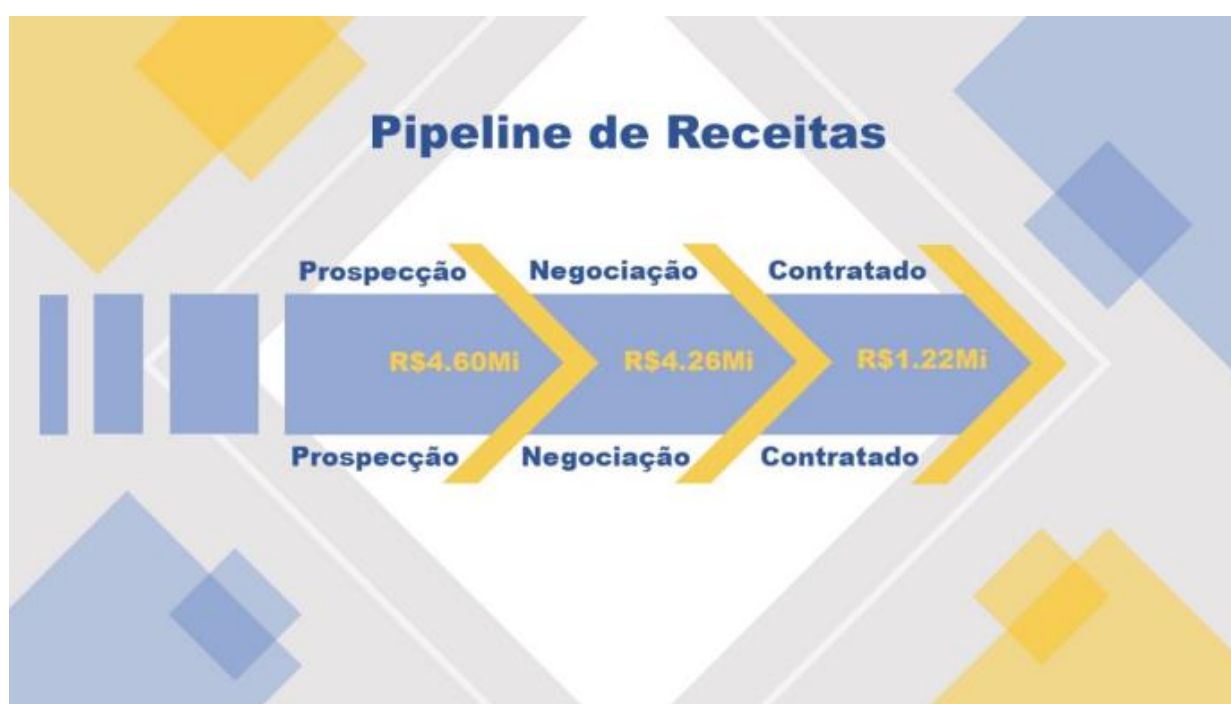 Pipeline de Receitas
Prospecção Negociação Contratado
R$4.60Mi R$4.26Mi R$1.22Mi
Prospecção Negociação Contratado